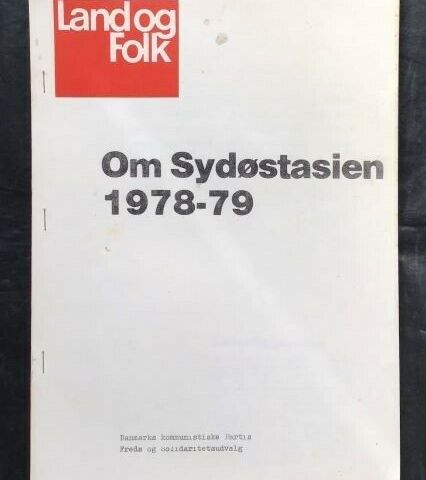 Land og
Folk
Om Sydøstasien
1978-79
Danmarks kommunistiske Partis
Freds og Solidaritetsudvalg